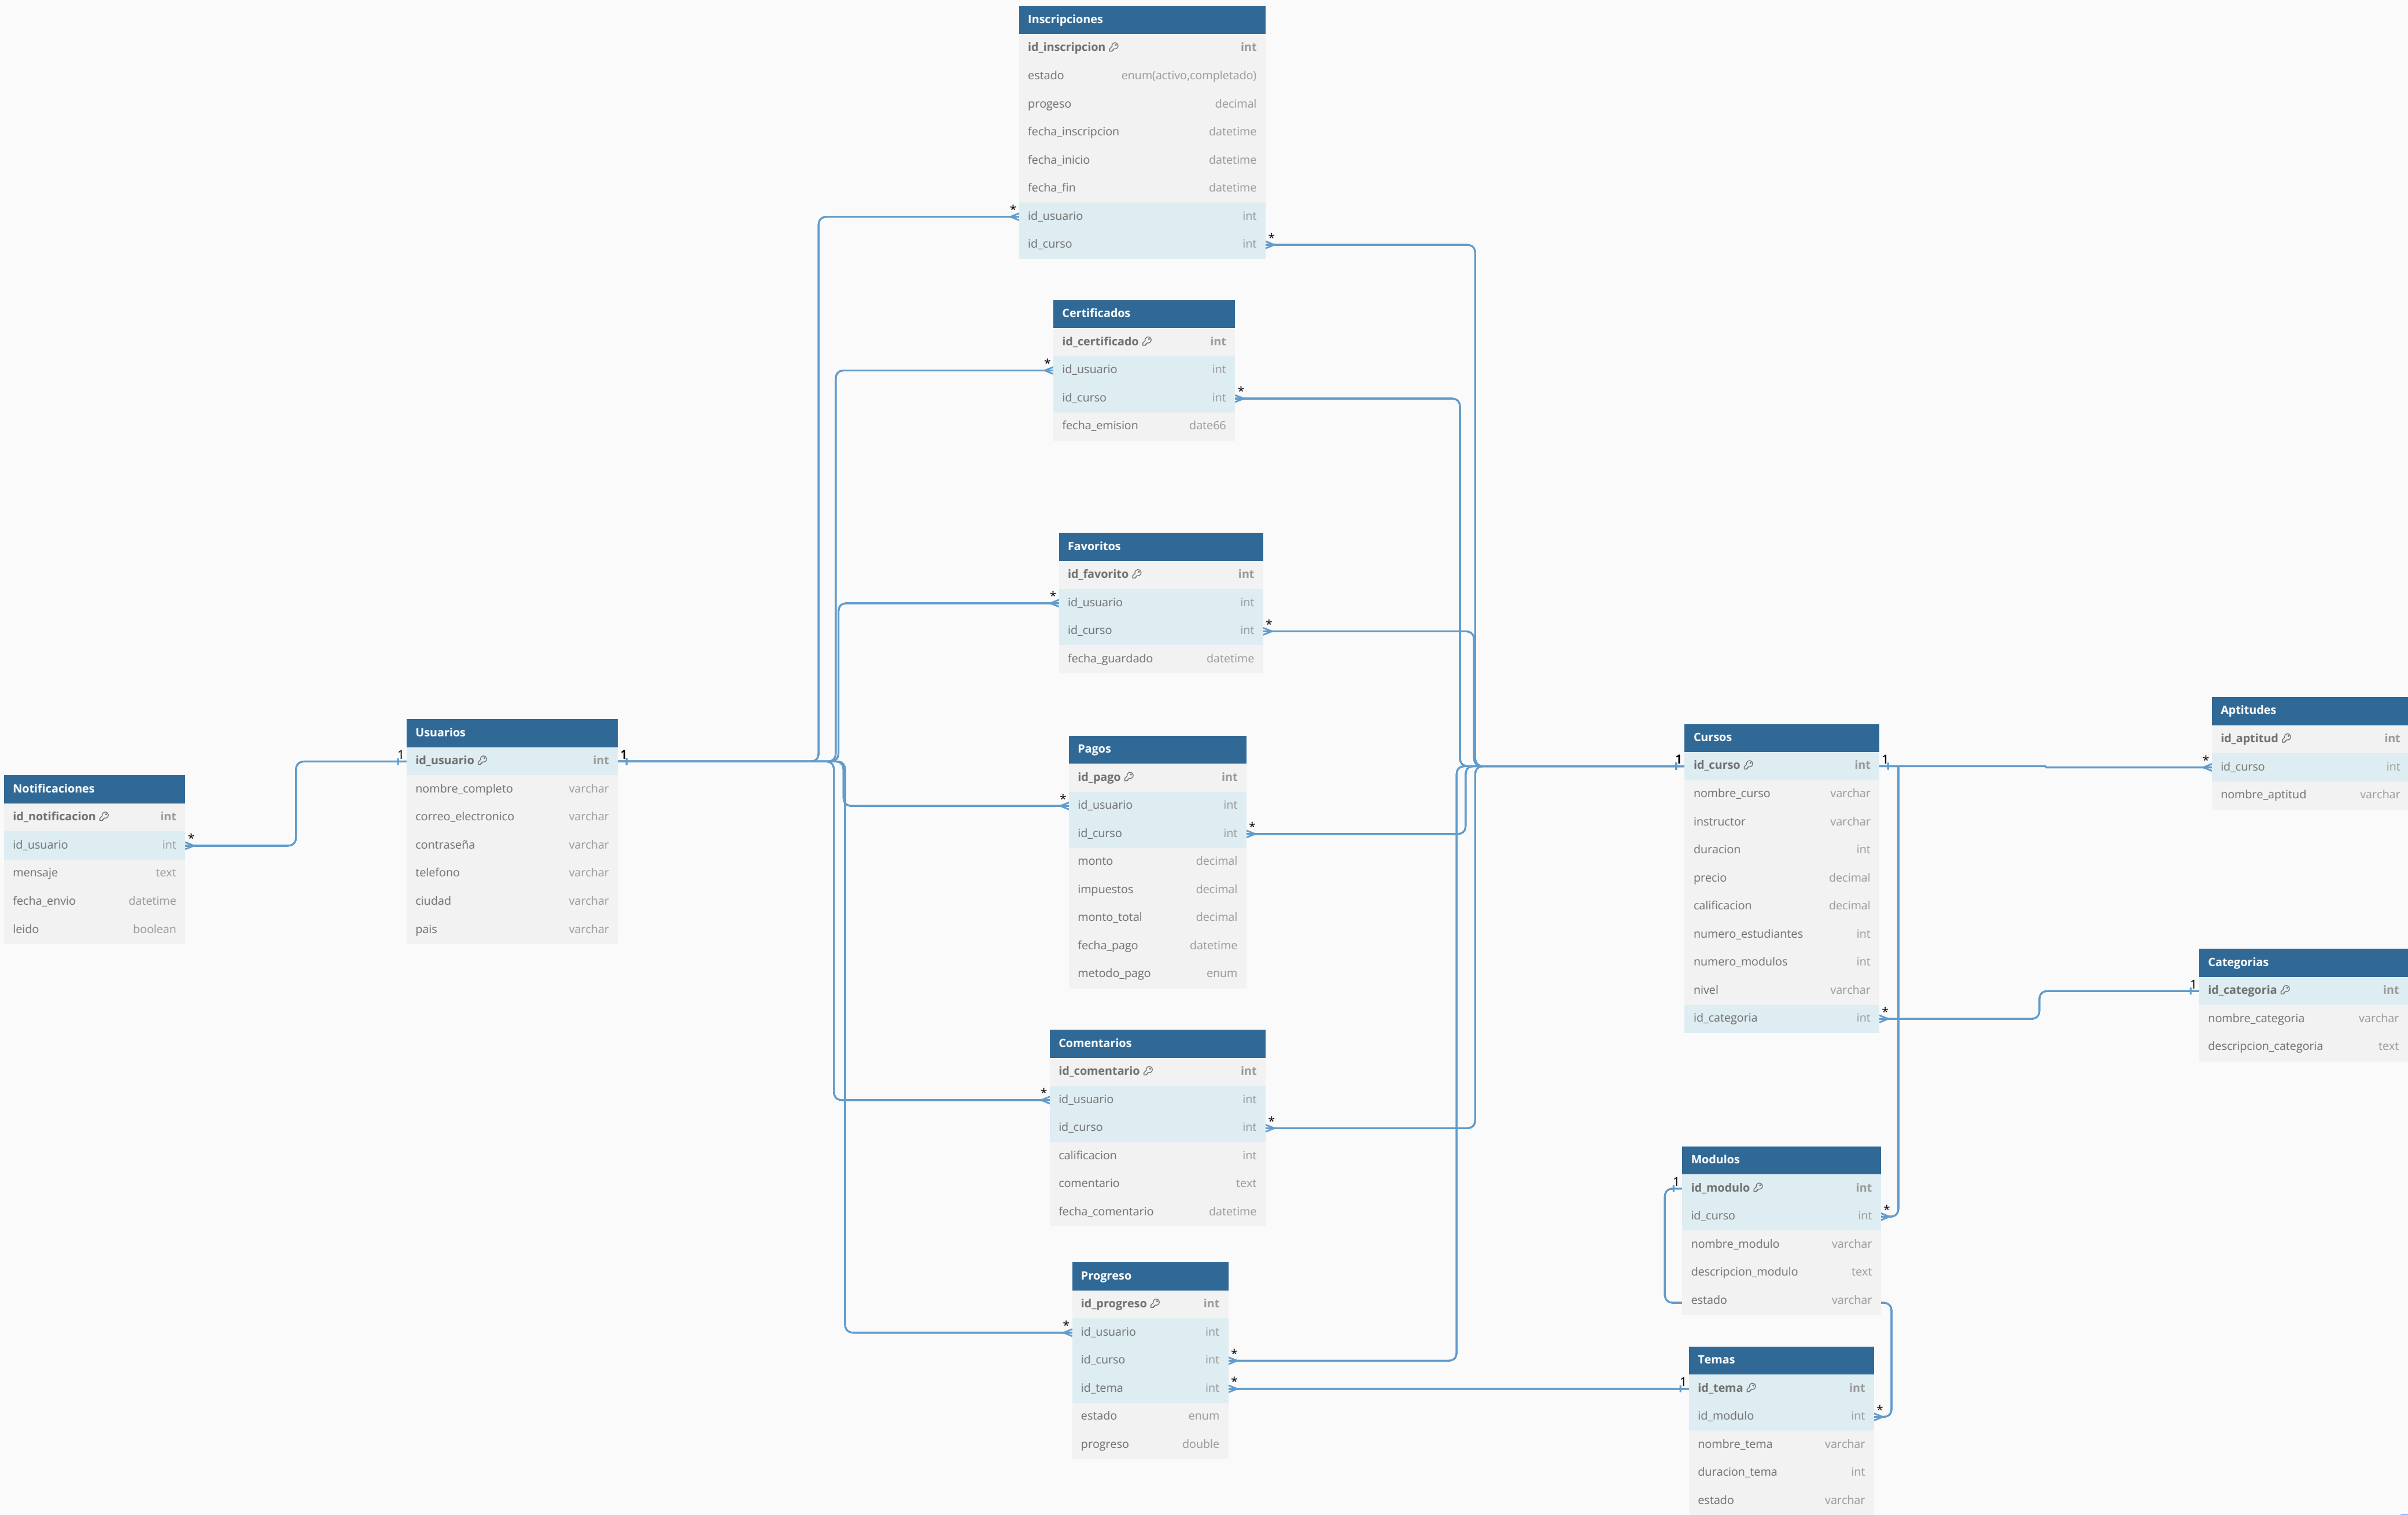 Inscripciones
id_inscripcion int
estado enum(activo,completado)
progeso decimal
fecha_inscripcion datetime
fecha_inicio datetime
fecha_fin datetime
* id_usuario int
id_curso int *
Certificados
id_certificado int
* id_usuario int
id_curso int *
fecha_emision date66
Favoritos
id_favorito int
* id_usuario int
id_curso int *
fecha_guardado datetime
Notificaciones
id_notificacion int
id_usuario int *
mensaje text
fecha_envio datetime
leido boolean
Usuarios
1 id_usuario int 1
nombre_completo varchar
correo_electronico varchar
contraseña varchar
telefono varchar
ciudad varchar
pais varchar
Pagos
id_pago int
* id_usuario int
id_curso int *
monto decimal
impuestos decimal
monto_total decimal
fecha_pago datetime
metodo_pago enum
Comentarios
id_comentario int
* id_usuario int
id_curso int *
calificacion int
comentario text
fecha_comentario datetime
Progreso
id_progreso int
* id_usuario int
id_curso int *
id_tema int *
estado enum
progreso double
Cursos
1 id_curso int 1
nombre_curso varchar
instructor varchar
duracion int
precio decimal
calificacion decimal
numero_estudiantes int
numero_modulos int
nivel varchar
id_categoria int *
Modulos
1 id_modulo int
id_curso int *
nombre_modulo varchar
descripcion_modulo text
estado varchar
Temas
1 id_tema int
id_modulo int *
nombre_tema varchar
duracion_tema int
estado varchar
Aptitudes
id_aptitud int
* id_curso int
nombre_aptitud varchar
Categorias
1 id_categoria int
nombre_categoria varchar
descripcion_categoria text